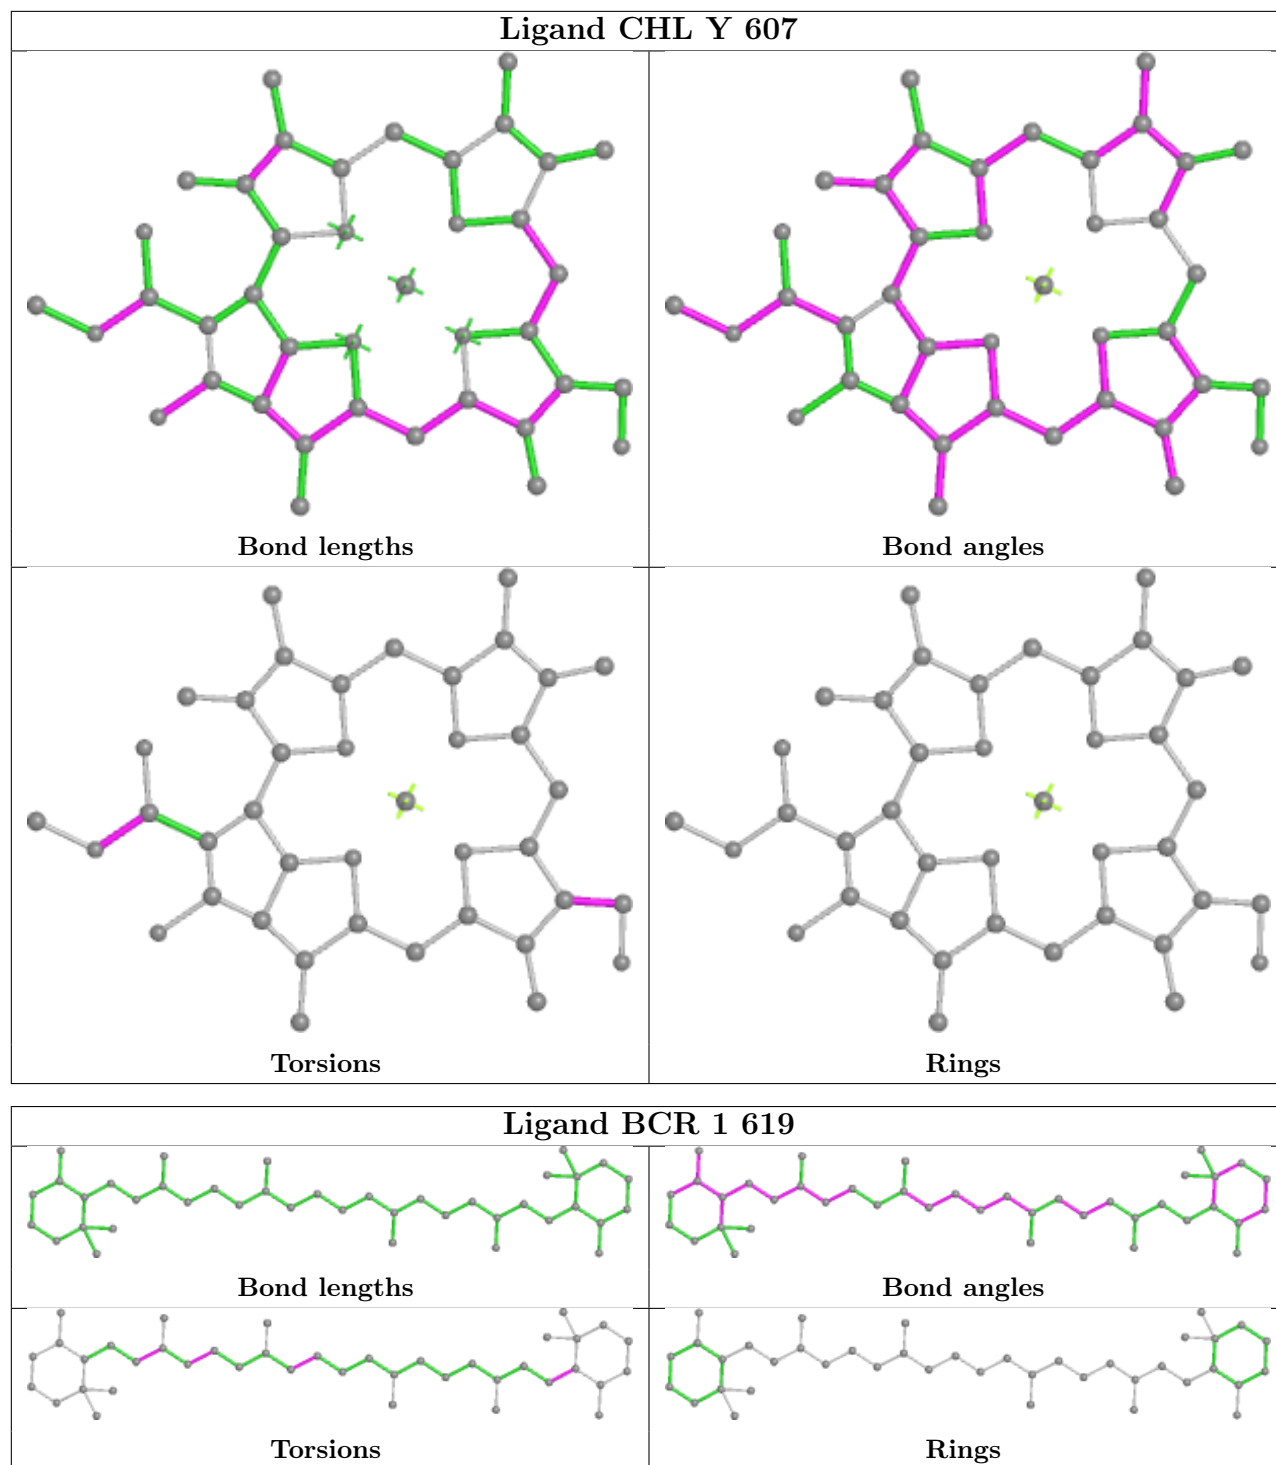 Ligand CHL Y 607
Bond lengths
Bond angles
Torsions
Rings
Ligand BCR 1 619
Bond lengths
Bond angles
Torsions
Rings